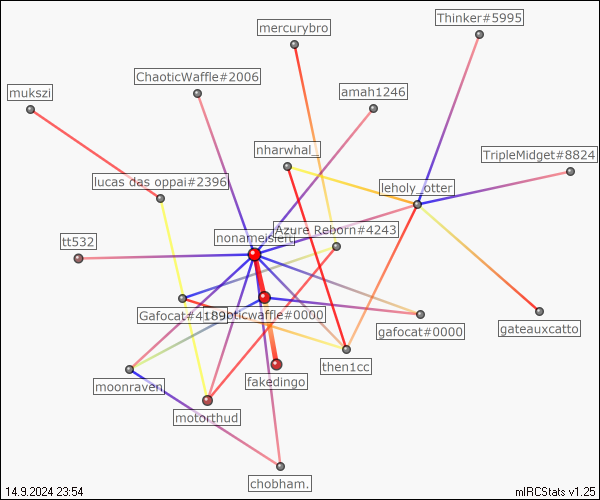 Thinker#5995
mercurybro
ChaoticWaffle#2006
mukszi
amah1246
nharwhal_
TripleMidget#8824
lucas das oppai#2396
leholy_otter
Azure Reborn#4243
tt532
Gafocat#4189
chaoticwaffle#0000
gafocat#0000
gateauxcatto
then1cc
fakedingo
moonraven
motorthud
chobham.
14.9.2024 23:54
mIRCStats v1.25